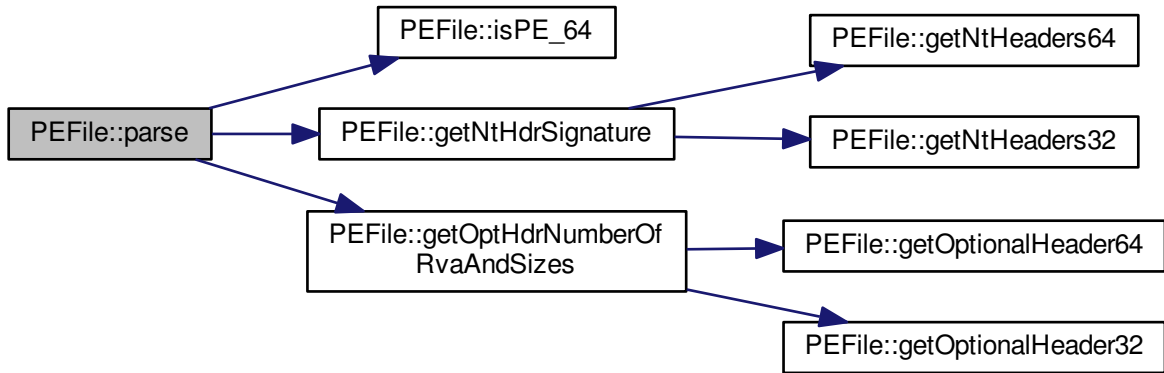 PEFile::isPE_64
PEFile::getNtHeaders64
PEFile::parse
PEFile::getNtHdrSignature
PEFile::getNtHeaders32
PEFile::getOptHdrNumberOf
RvaAndSizes
PEFile::getOptionalHeader64
PEFile::getOptionalHeader32